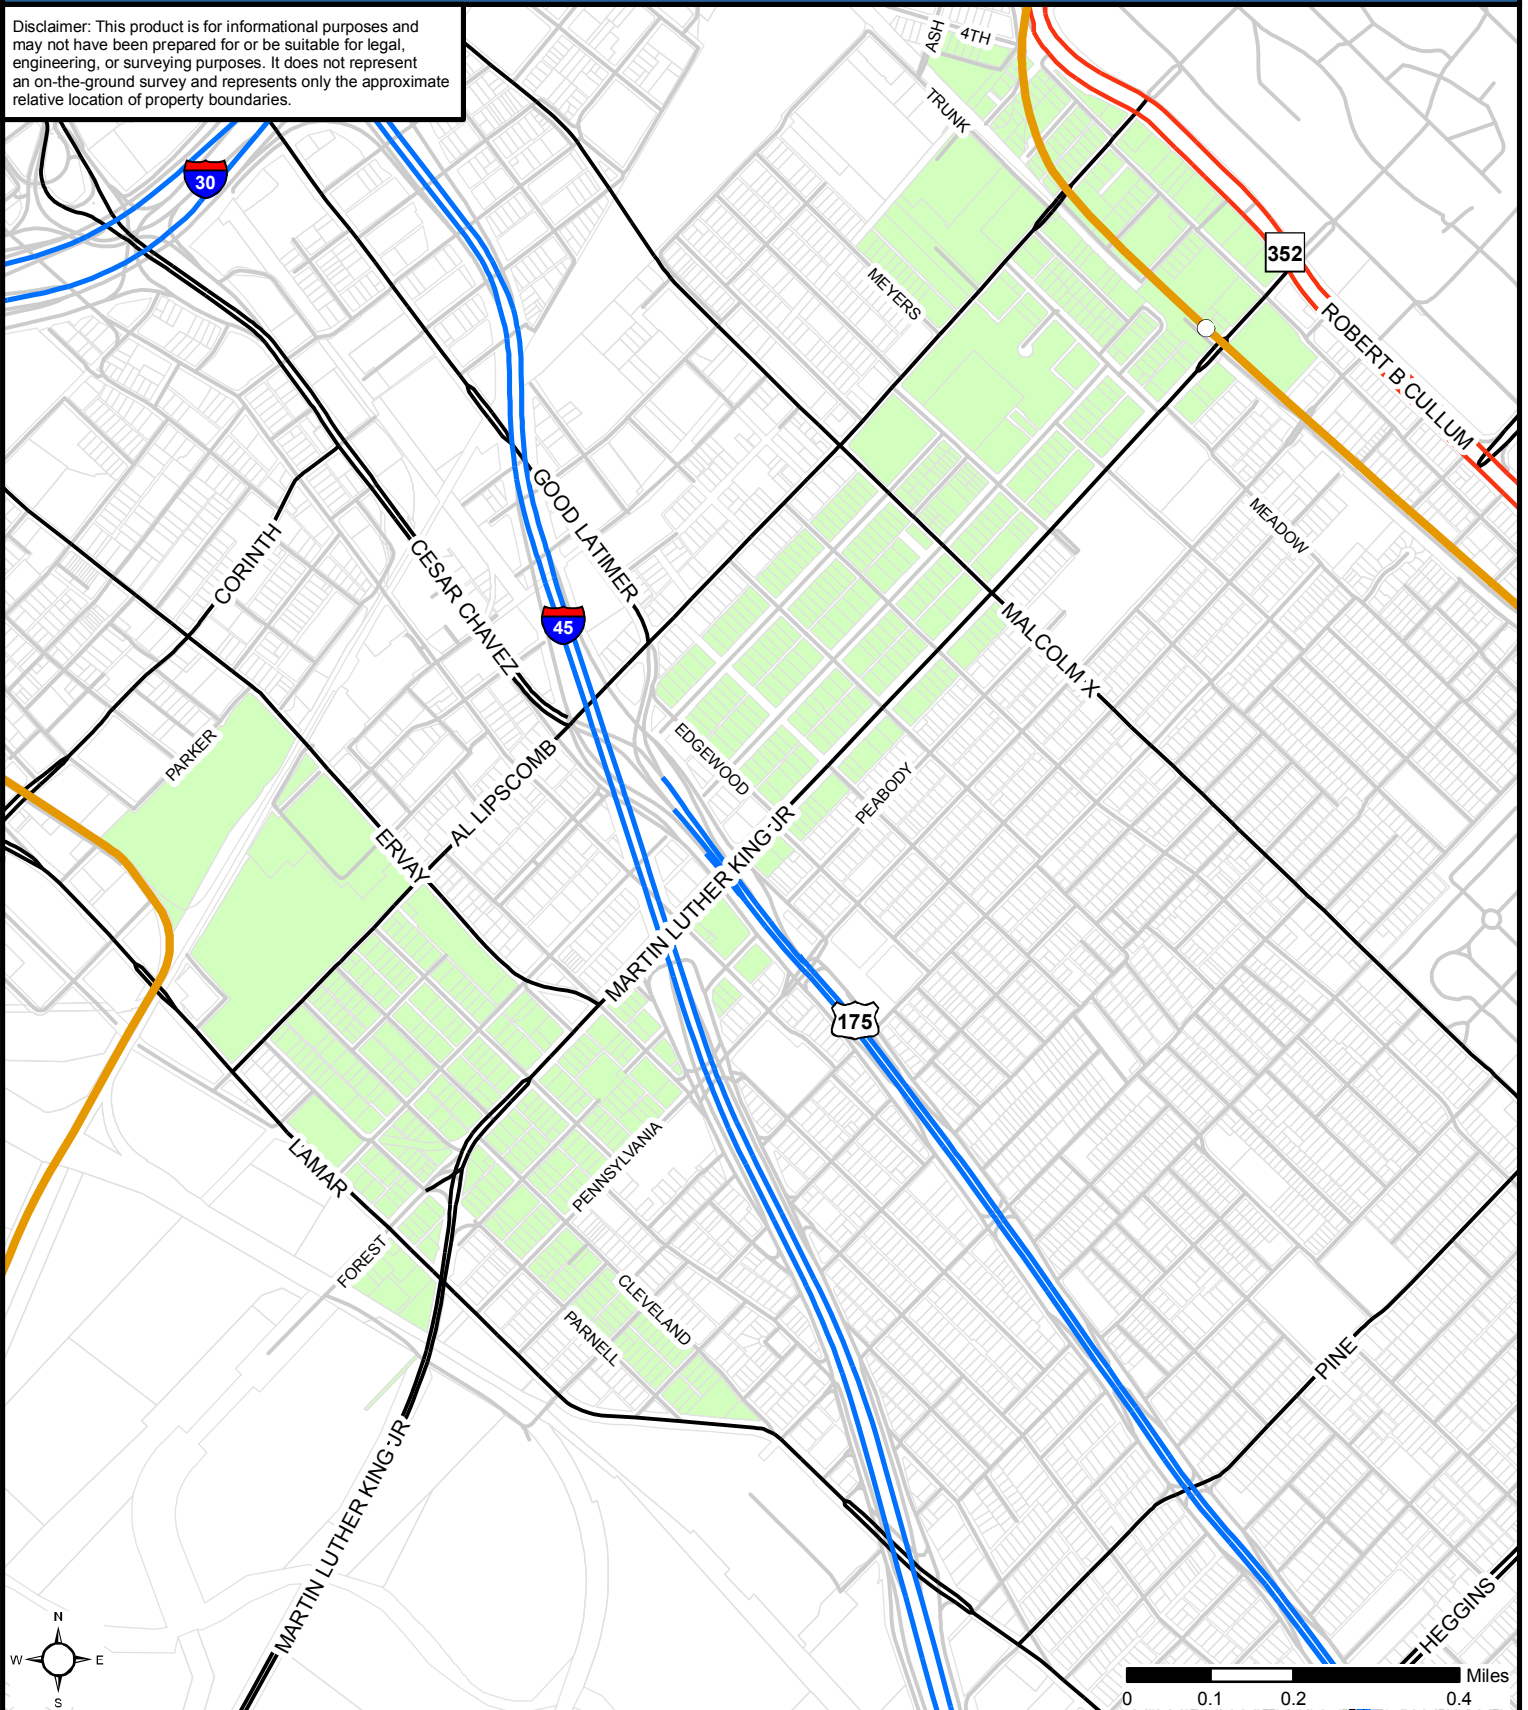 Disclaimer: This product is for informational purposes and
may not have been prepared for or be suitable for legal,
engineering, or surveying purposes. It does not represent
an on-the-ground survey and represents only the approximate
relative location of property boundaries.
ASH
4TH
TRUNK
30
352
MEYERS
ROBERT B CULLUM
GOOD LATIMER
MEADOW
CORINTH
CESAR CHAVEZ
45
MALCOLM X
PARKER
EDGEWOOD
PEABODY
AL LIPSCOMB
ERVAY
MARTIN LUTHER KING JR
175
PENNSYLVANIA
LAMAR
FOREST
CLEVELAND
PARNELL
PINE
MARTIN LUTHER KING JR
HEGGINS
N
W E
S
Miles
0 0.1 0.2 0.4